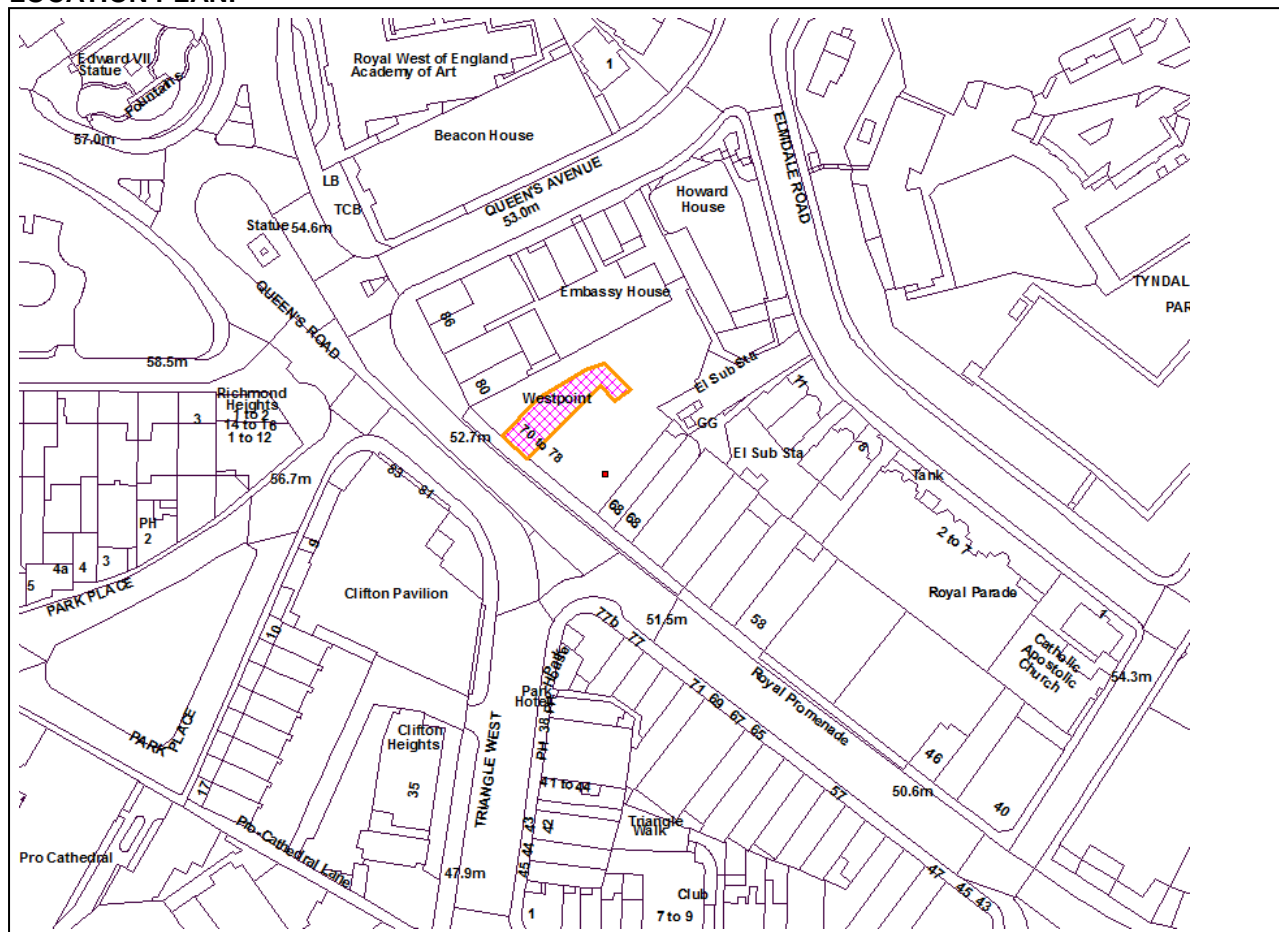 LOCATION PLAN:
Edward VII
Statue
Fountains
57.0m
Royal West of England
Academy of Art
1
Beacon House
LB
TCB
QUEEN'S AVENUE
53.0m
ELMDALE ROAD
Howard
House
Statue
54.6m
QUEEN'S ROAD
Embassy House
86
80
TYNDAL
PAR
58.5m
Richmond
Heights
1 to 2
14 to 16
1 to 12
3
El Sub Sta
11
Westpoint
70 to 78
52.7m
GG
El Sub Sta
8
Tank
56.7m
83
81
68
68
2 to 7
PH
2
3
4
4a
5
PARK PLACE
9
Clifton Pavilion
Royal Parade
1
77b
77
51.5m
58
Catholic
Apostolic
Church
54.3m
10
Park
Hotel
Park House
PH
38
PH
71
69
67
65
Royal Promenade
PARK PLACE
Clifton
Heights
TRIANGLE WEST
46
17
35
41 to 44
57
50.6m
40
Pro-Cathedral Lane
Pro Cathedral
43
42
44
45
Triangle
Walk
47.9m
47
45
43
1
Club
7 to 9